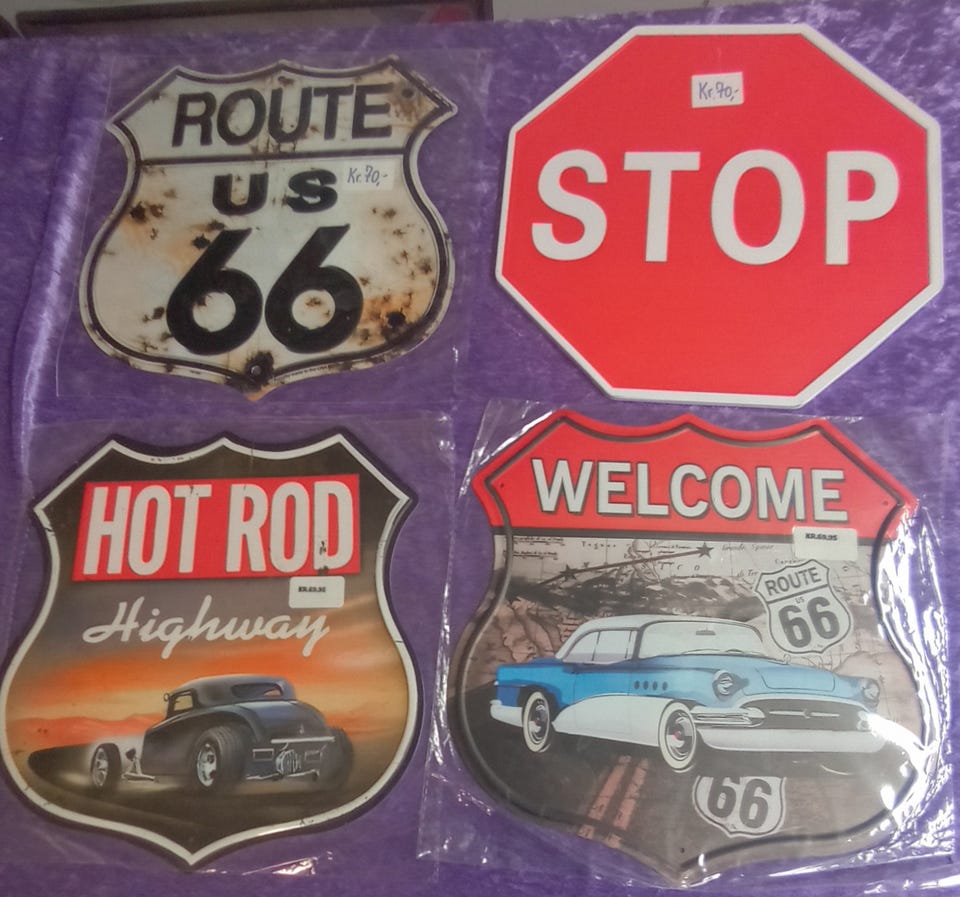 ROUTE
US
Kr.70,-
66
Kr.70,-
STOP
HOT ROD
KR.69,95
Highway
WELCOME
KR.69,95
ROUTE
US
66
66